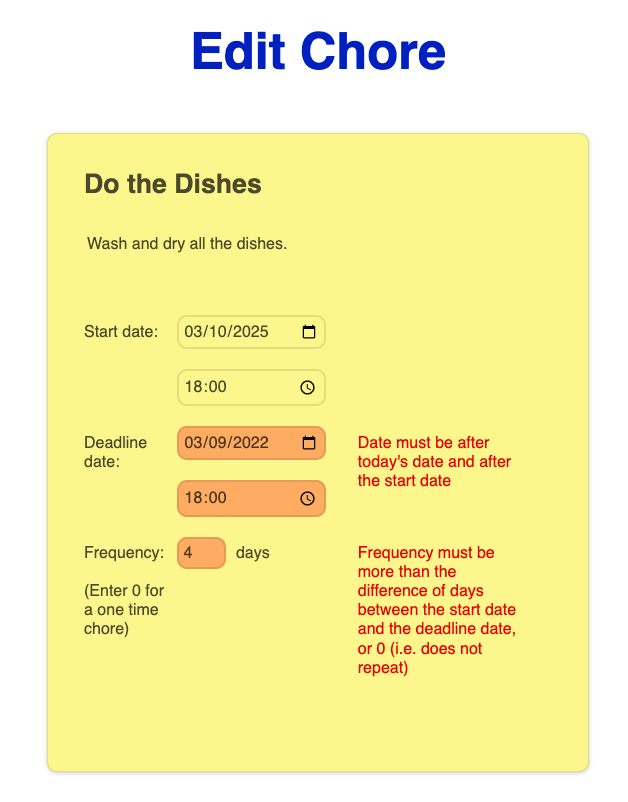 Edit Chore
Do the Dishes
Wash and dry all the dishes.
Start date: 03/10/2025
18:00
Deadline
date:
03/09/2022
18:00
Date must be after
today's date and after
the start date
Frequency: 4 days
(Enter 0 for
a one time
chore)
Frequency must be
more than the
difference of days
between the start date
and the deadline date,
or 0 (i.e. does not
repeat)